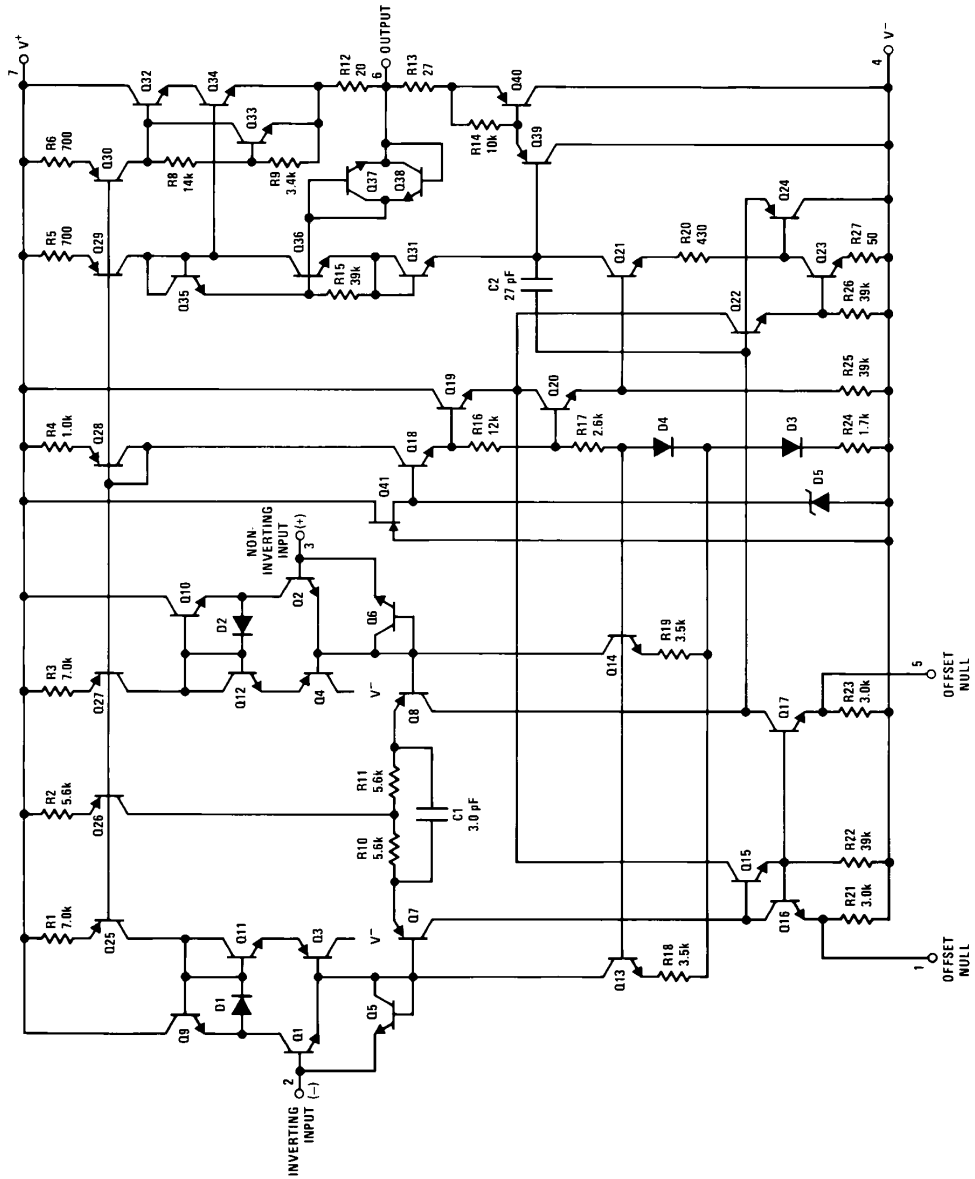 7 V⁺
R1
7.0k
R2
5.6k
R3
7.0k
R4
1.0k
R5
700
R6
700
Q25
Q26
Q27
Q28
Q29
Q30
Q32
Q9
Q11
D1
Q10
Q12
D2
R8
14k
Q34
Q33
R9
3.4k
Q35
NON-
INVERTING
INPUT
3 (+)
INVERTING
INPUT
2
(−)
Q1
Q3
V⁻
Q4
V⁻
Q2
Q5
Q6
Q41
Q18
Q19
Q36
R15
39k
Q37
Q38
R12
20
6 OUTPUT
R13
27
R10
5.6k
R11
5.6k
C1
3.0 pF
Q7
Q8
R16
12k
Q20
R17
2.6k
Q31
R14
10k
Q40
Q39
C2
27 pF
Q13
R18
3.5k
Q14
R19
3.5k
D4
Q21
R20
430
D3
Q22
Q24
Q23
Q15
Q16
Q17
D5
R21
3.0k
R22
39k
R23
3.0k
R24
1.7k
R25
39k
R26
39k
R27
50
4 V⁻
1
OFFSET
NULL
5
OFFSET
NULL